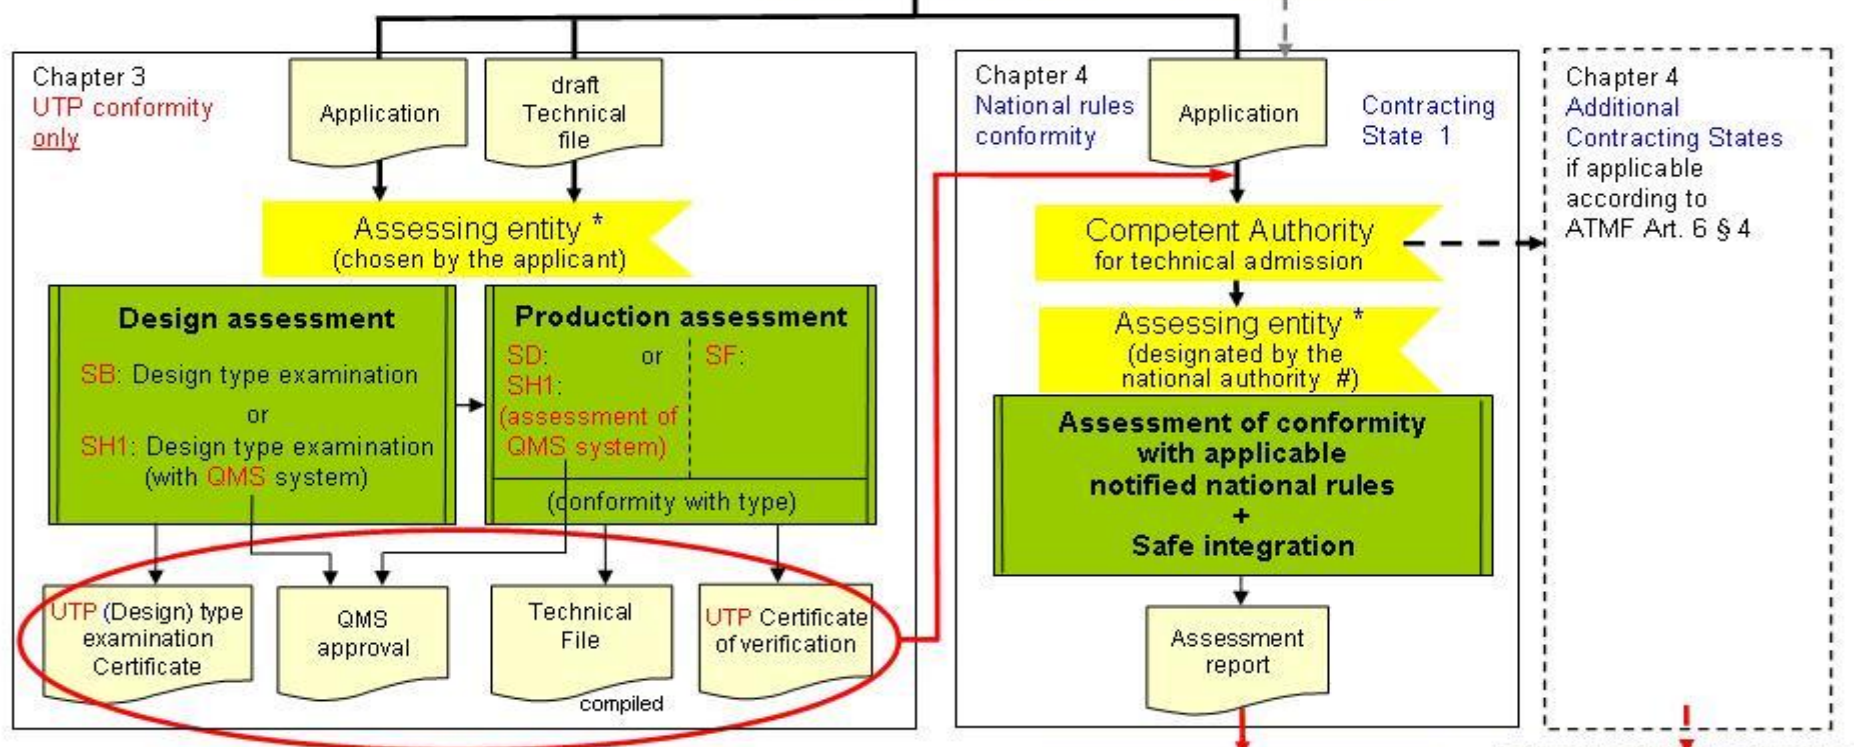 Chapter 3
UTP conformity
only
Application
draft
Technical
file
Assessing entity *
(chosen by the applicant)
Design assessment
SB: Design type examination
or
SH1: Design type examination
(with QMS system)
Production assessment
SD: or SF:
SH1:
(assessment of
QMS system)
(conformity with type)
UTP (Design) type
examination
Certificate
QMS
approval
Technical
File
compiled
UTP Certificate
of verification
Chapter 4
National rules
conformity
Application
Contracting
State 1
Competent Authority
for technical admission
Assessing entity *
(designated by the
national authority #)
Assessment of conformity
with applicable
notified national rules
+
Safe integration
Assessment
report
Chapter 4
Additional
Contracting States
if applicable
according to
ATMF Art. 6 § 4